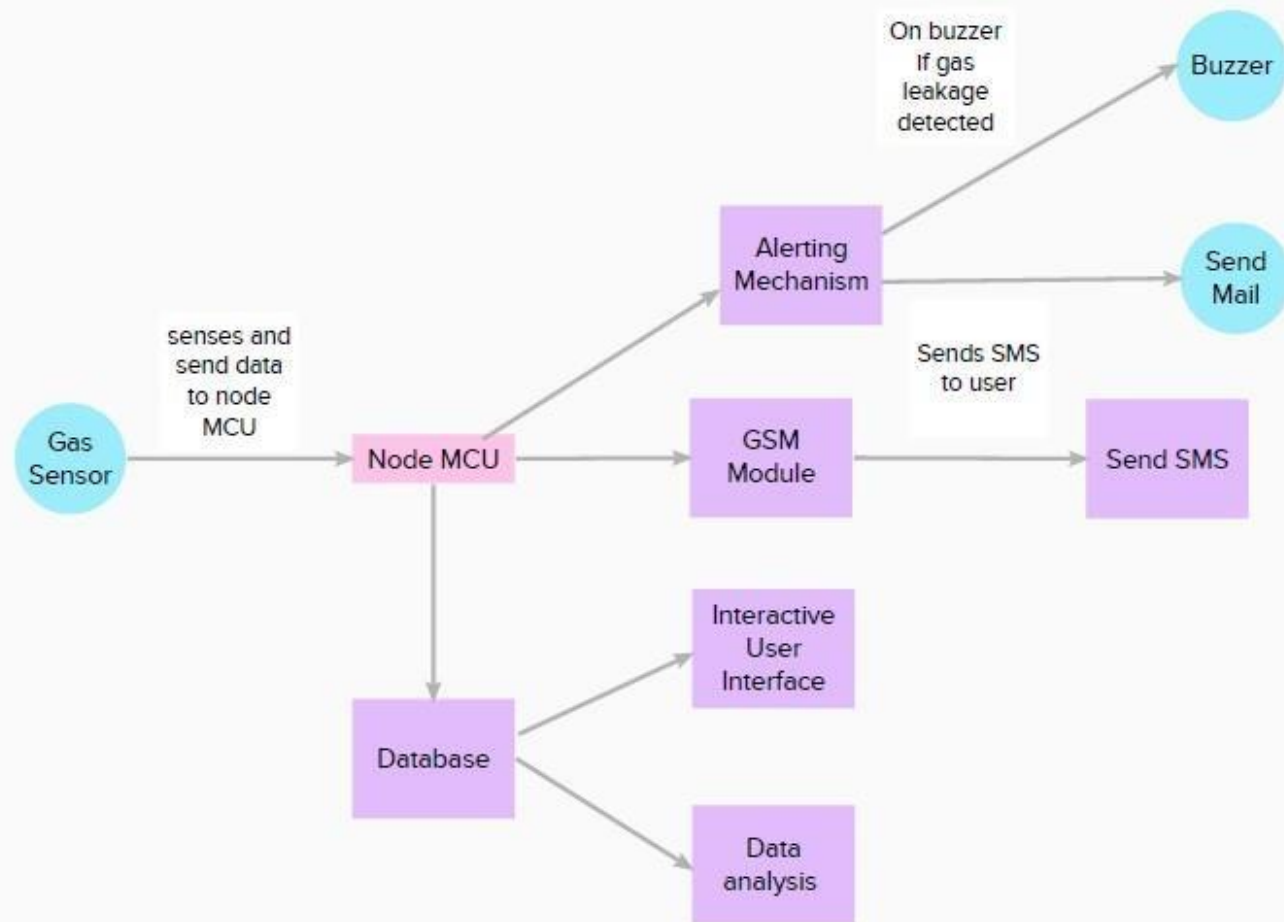 On buzzer
If gas
leakage
detected
Buzzer
Alerting
Mechanism
Send
Mail
senses and
send data
to node
MCU
Sends SMS
to user
Gas
Sensor
Node MCU
GSM
Module
Send SMS
Interactive
User
Interface
Database
Data
analysis